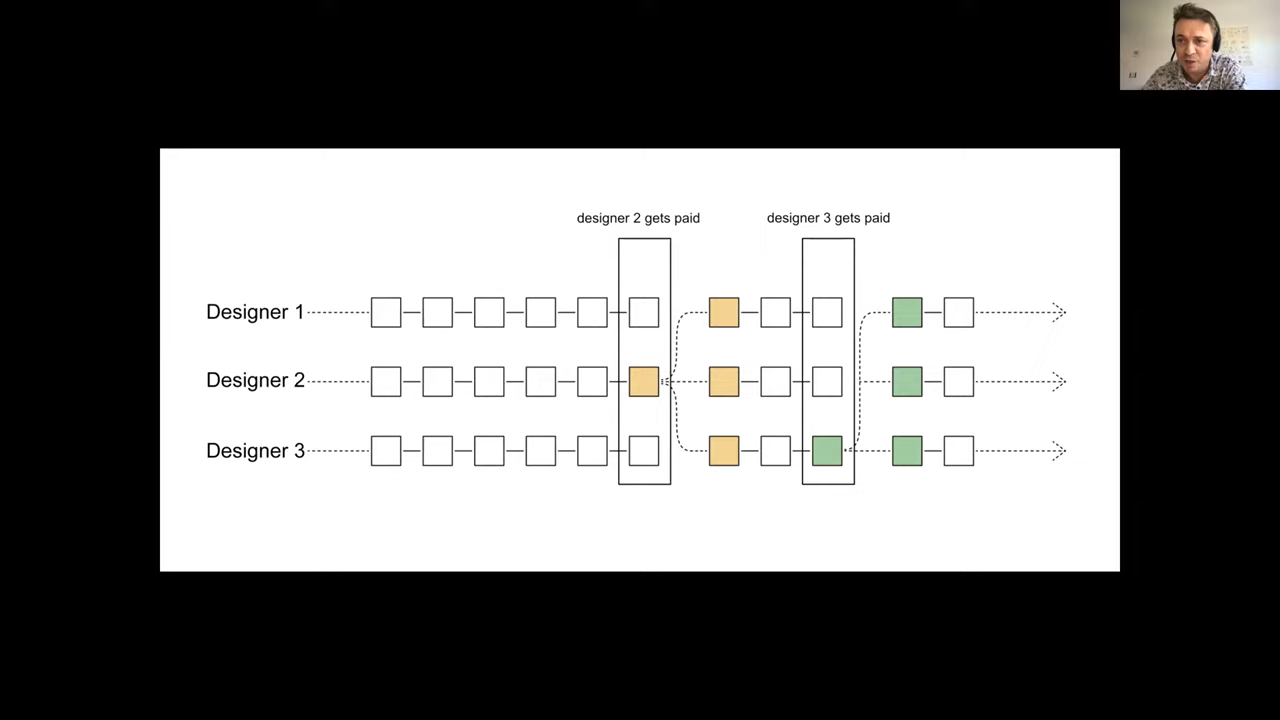 designer 2 gets paid
designer 3 gets paid
Designer 1
Designer 2
Designer 3